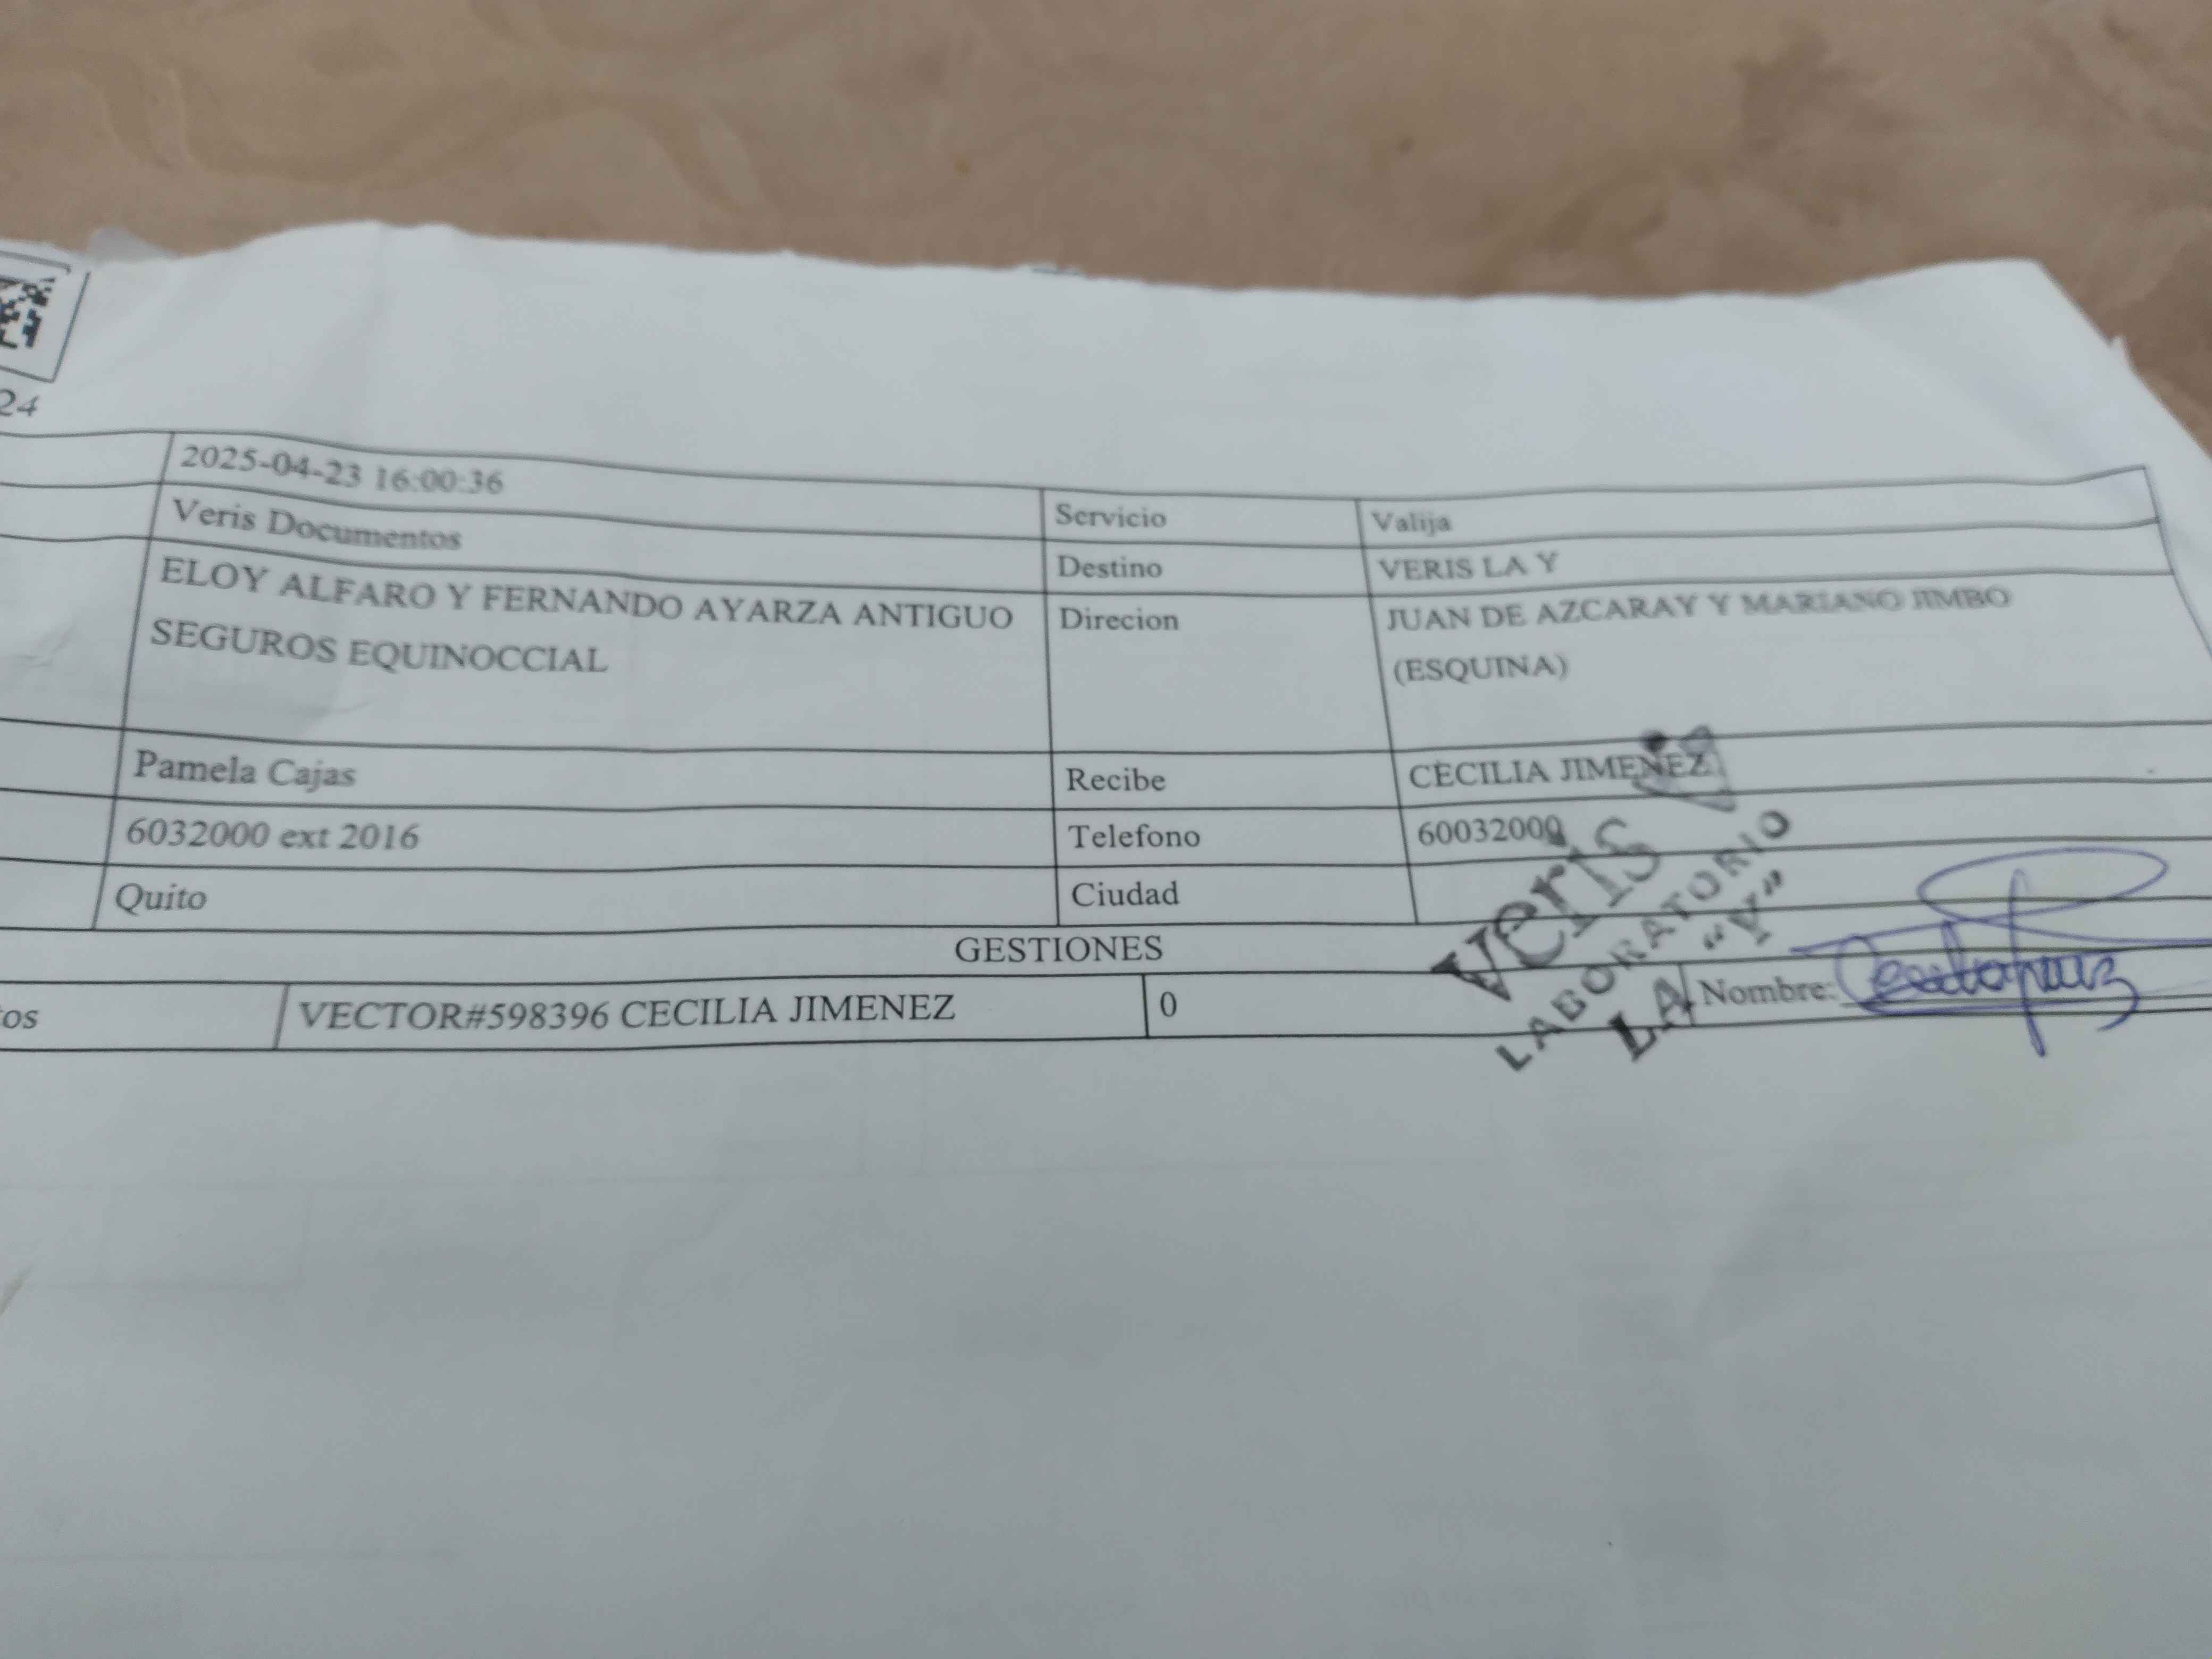 24
2025-04-23 16:00:36
Servicio
Valija
Veris Documentos
Destino
VERIS LA Y
ELOY ALFARO Y FERNANDO AYARZA ANTIGUO
SEGUROS EQUINOCCIAL
Direcion
JUAN DE AZCARAY Y MARIANO JIMBO
(ESQUINA)
Pamela Cajas
Recibe
CECILIA JIMENEZ
6032000 ext 2016
Telefono
60032000
Quito
Ciudad
GESTIONES
tos
VECTOR#598396 CECILIA JIMENEZ
0
Nombre:
Veris
LABORATORIO
LA "Y"